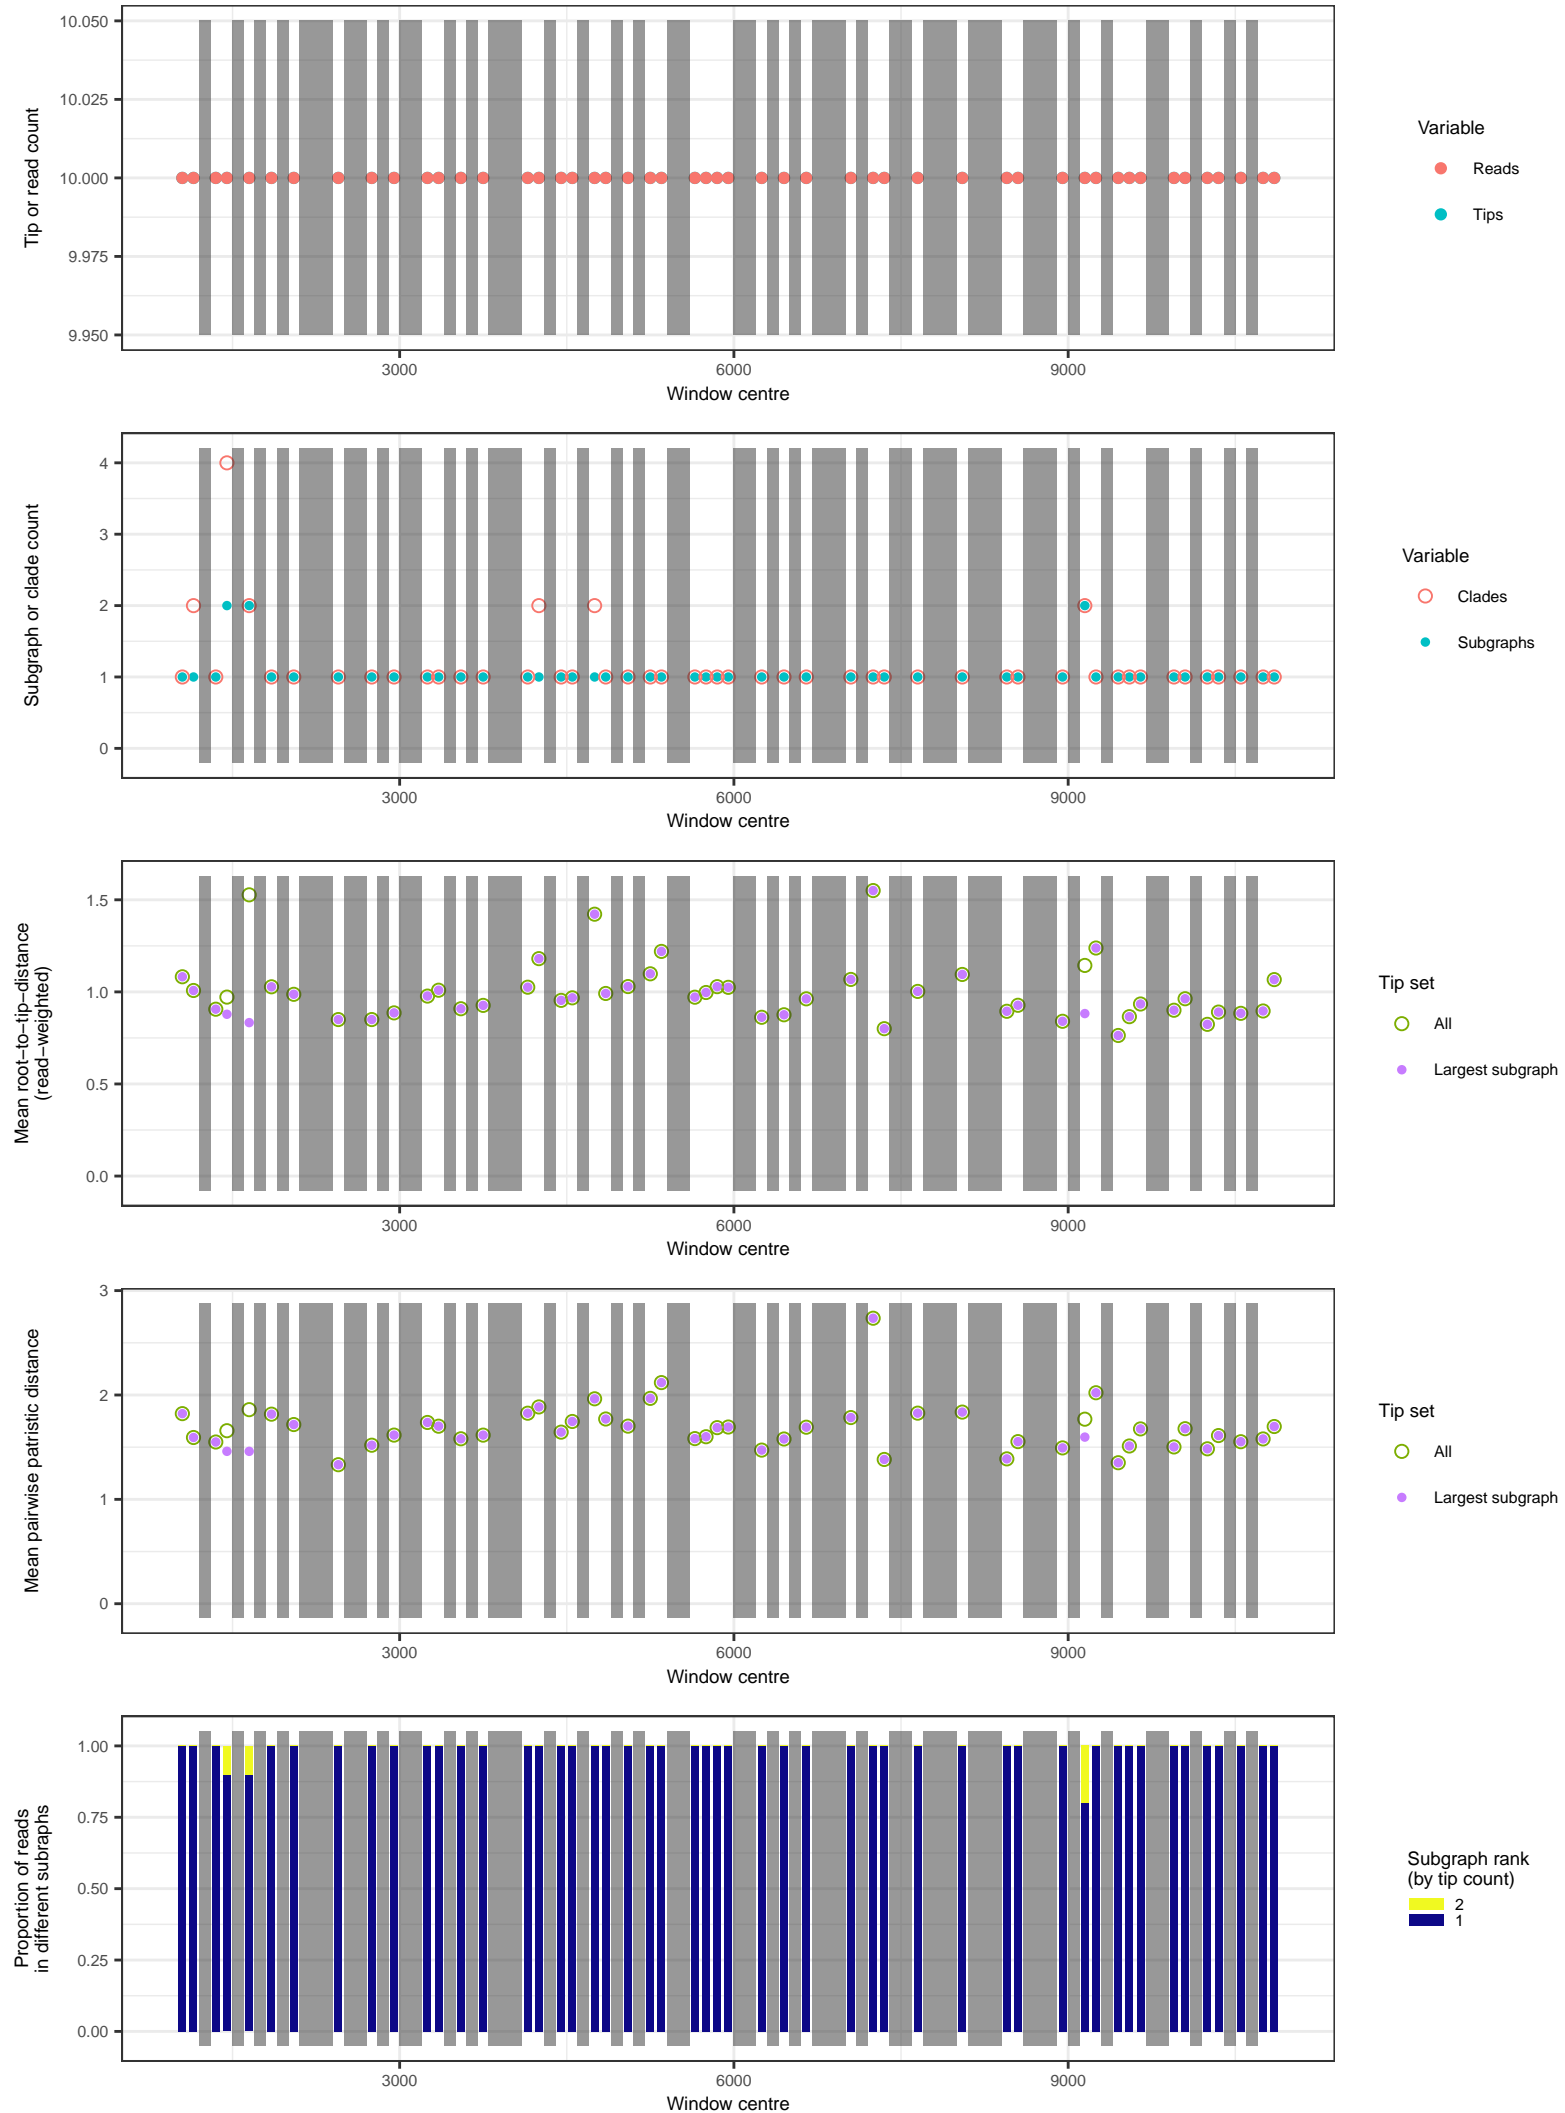 10.050
10.025
10.000
9.975
9.950
Tip or read count
3000
6000
9000
Window centre
Variable
Reads
Tips
4
3
2
1
0
Subgraph or clade count
3000
6000
9000
Window centre
Variable
Clades
Subgraphs
1.5
1.0
0.5
0.0
Mean root−to−tip−distance
(read−weighted)
3000
6000
9000
Window centre
Tip set
All
Largest subgraph
3
2
1
0
Mean pairwise patristic distance
3000
6000
9000
Window centre
Tip set
All
Largest subgraph
1.00
0.75
0.50
0.25
0.00
Proportion of reads
in different subraphs
3000
6000
9000
Window centre
Subgraph rank
(by tip count)
2
1